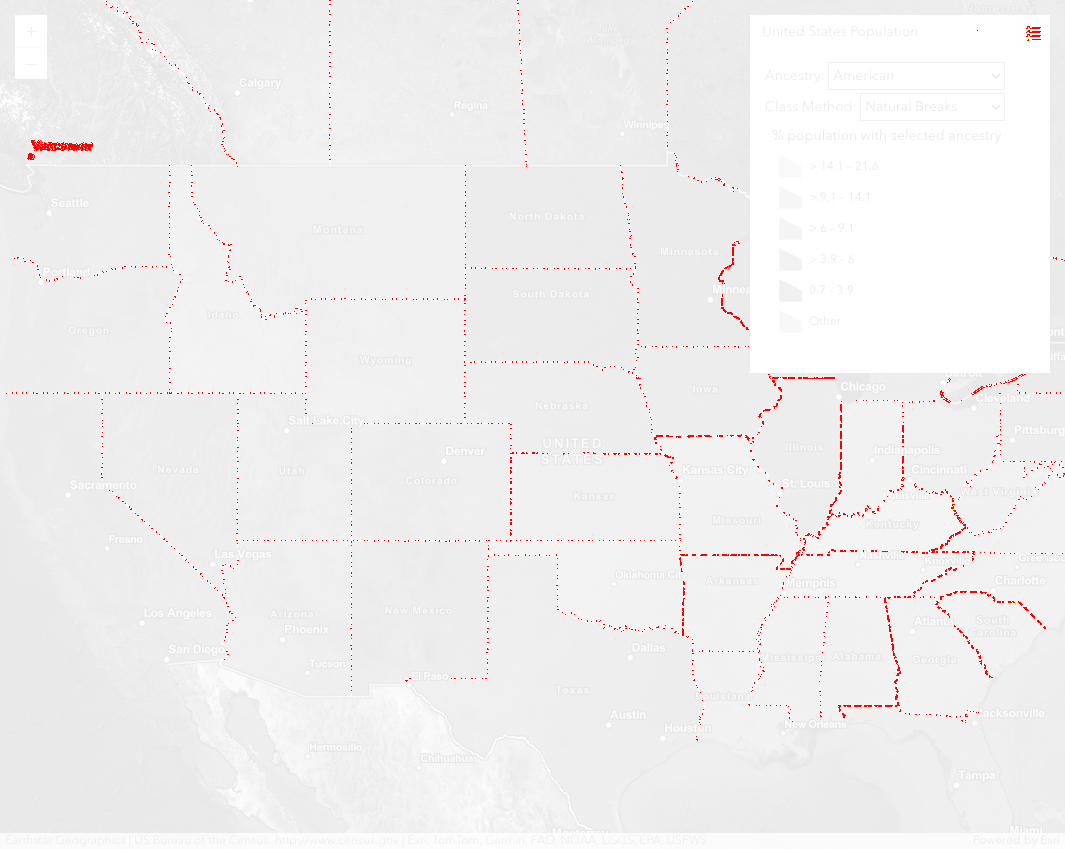 United States Population
Ancestry: American
Class Method: Natural Breaks
% population with selected ancestry
> 14.1 - 21.6
> 9.1 - 14.1
> 6 - 9.1
> 3.9 - 6
0.7 - 3.9
Other
Calgary
Regina
Winnipeg
Vancouver
Seattle
North Dakota
Montana
Minnesota
Portland
Minnea
South Dakota
Idaho
Oregon
Wyoming
Detroit
Iowa
Chicago
Cleveland
Nebraska
Salt Lake City
Pittsburg
UNITED
STATES
Illinois
Indianapolis
Denver
Nevada
Utah
Kansas City
Cincinnati
Colorado
St. Louis
Sacramento
Kansas
West Virginia
Missouri
Kentucky
Fresno
Las Vegas
Nashville
Oklahoma City
Arkansas
Memphis
Charlotte
Los Angeles
Arizona
New Mexico
Phoenix
Atlanta
South
Carolina
San Diego
Dallas
Mississippi
Alabama
Georgia
Tucson
El Paso
Texas
Louisiana
Austin
Jacksonville
Houston
New Orleans
Hermosillo
Chihuahua
Tampa
Monterrey
Miami
Earthstar Geographics | US Bureau of the Census: http://www.census.gov | Esri, TomTom, Garmin, FAO, NOAA, USGS, EPA, USFWS
Powered by Esri